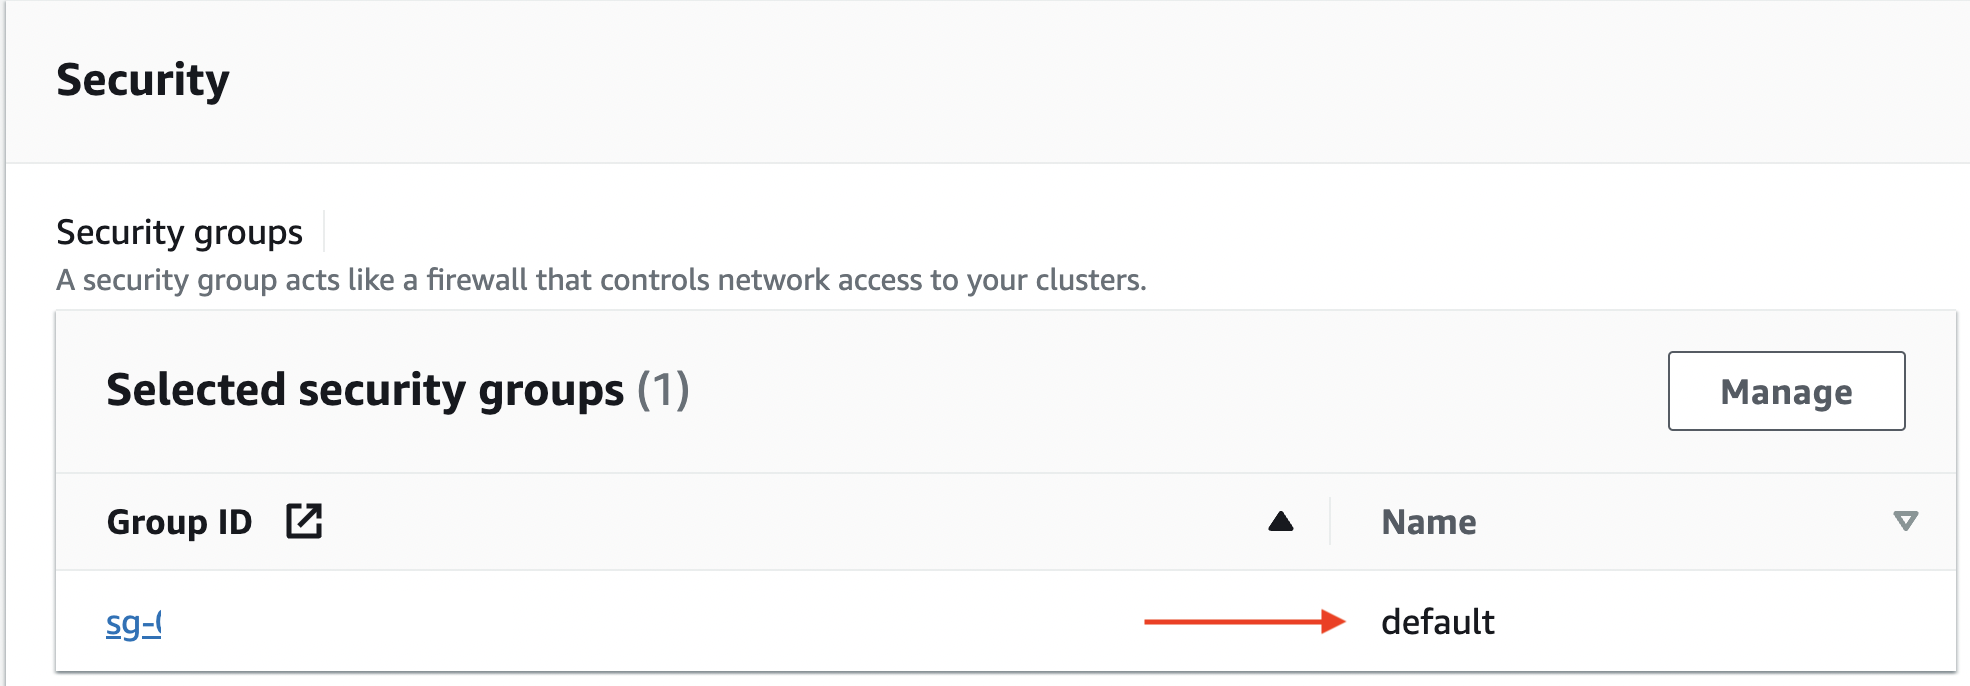 Security
Security groups
A security group acts like a firewall that controls network access to your clusters.
Selected security groups (1)
Manage
Group ID
Name
sg-
default